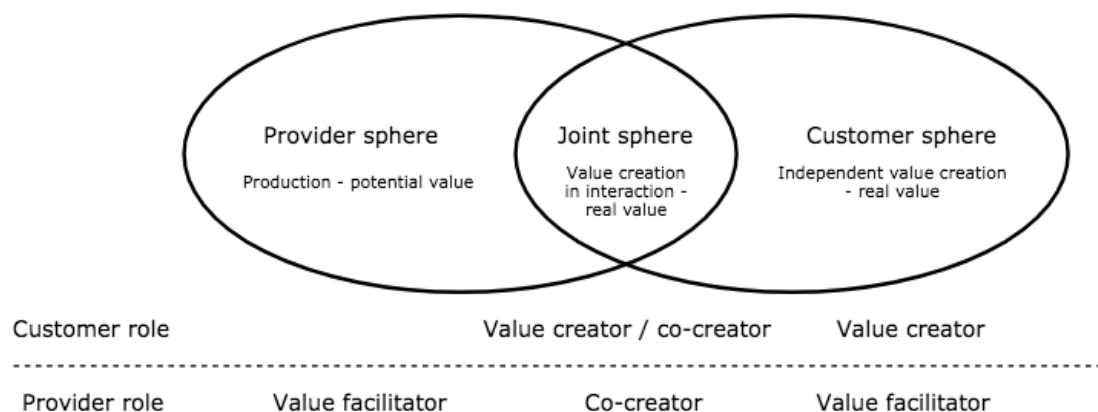 Provider sphere
Production - potential value
Joint sphere
Value creation
in interaction -
real value
Customer sphere
Independent value creation
- real value
Customer role
Value creator / co-creator
Value creator
Provider role
Value facilitator
Co-creator
Value facilitator